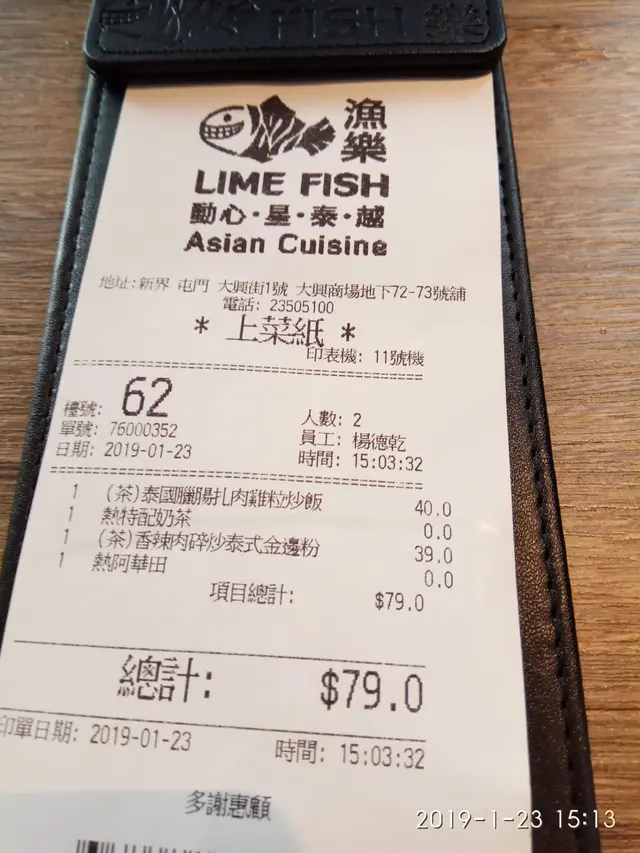 漁樂
LIME FISH
動心·星·泰·越
Asian Cuisine
地址:新界 屯門 大興街1號 大興商場地下72-73號舖
電話: 23505100
* 上菜紙 *
印表機: 11號機
檯號: 62
人數: 2
單號: 76000352
員工: 楊德乾
日期: 2019-01-23
時間: 15:03:32
1 (茶)泰國臘腸扎肉雞粒炒飯 40.0
1 熱特配奶茶 0.0
1 (茶)香辣肉碎炒泰式金邊粉 39.0
1 熱阿華田 0.0
項目總計: $79.0
總計: $79.0
印單日期: 2019-01-23 時間: 15:03:32
多謝惠顧
2019-1-23 15:13